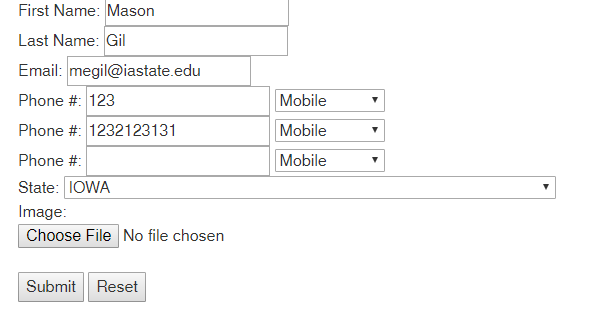 First Name: Mason
Last Name: Gil
Email: megil@iastate.edu
Phone #: 123 Mobile
Phone #: 1232123131 Mobile
Phone #: Mobile
State: IOWA
Image:
Choose File No file chosen
Submit Reset